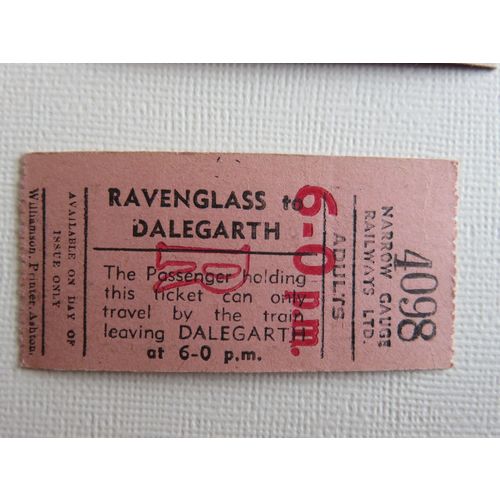 RAVENGLASS to
DALEGARTH
R
The Passenger holding
this ticket can only
travel by the train
leaving DALEGARTH
at 6-0 p.m.
6-0 p.m.
ADULTS
NARROW GAUGE
RAILWAYS LTD.
4098
AVAILABLE ON DAY OF
ISSUE ONLY
Williamson, Printer, Ashton.